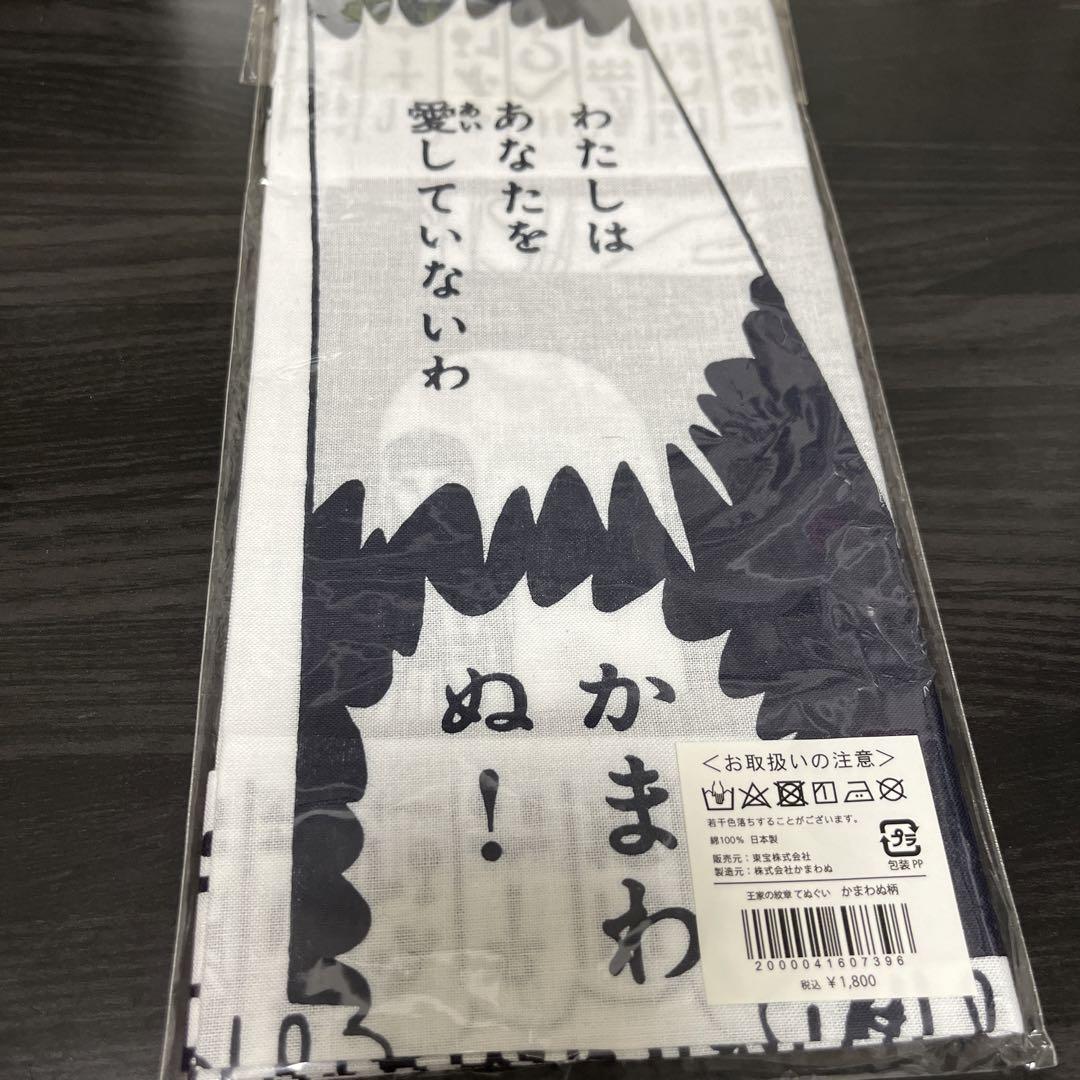 わたしは
あなたを
愛していないわ
あい
かまわ
ぬ!
＜お取扱いの注意＞
若干色落ちすることがございます。
綿100% 日本製
販売元：東宝株式会社
製造元：株式会社かまわぬ
プラ
包装 PP
王家の紋章 てぬぐい かまわぬ柄
2000041607396
税込 ￥1,800